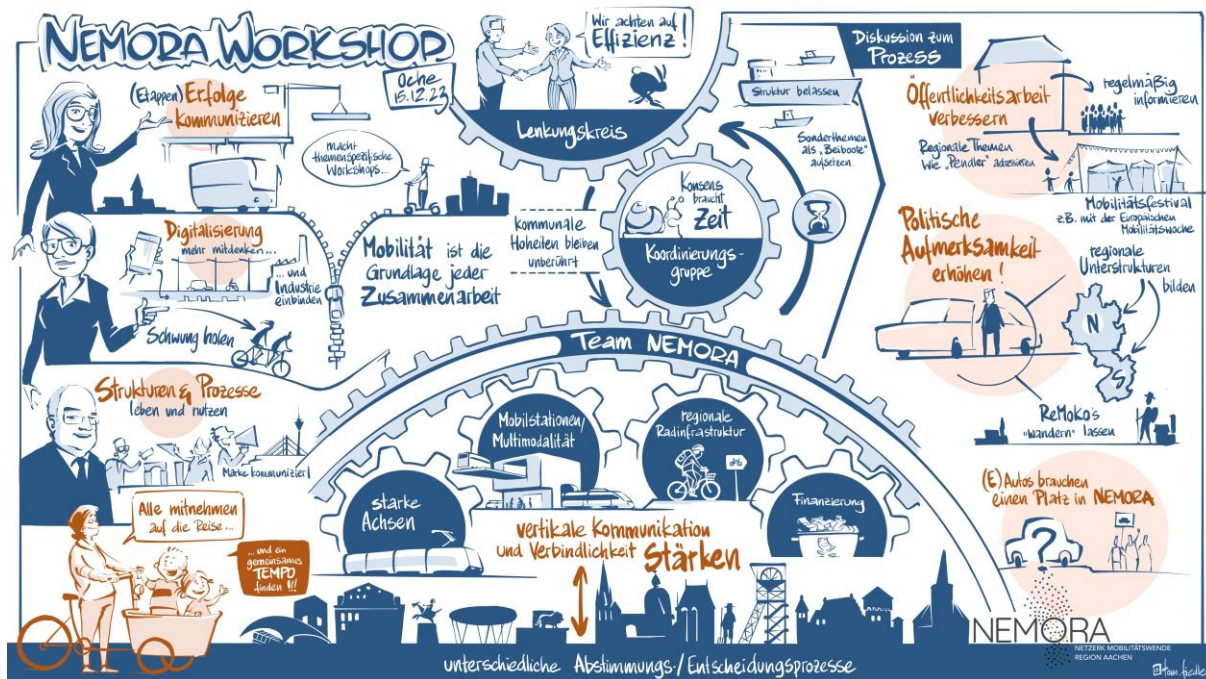 NEMORA WORKSHOP
Oche
15.12.23
(Etappen) Erfolge
Kommunizieren
macht
themenspezifische
Workshops...
Digitalisierung
mehr mitdenken...
... und
Industrie
einbinden
Schwung holen
Mobilität ist die
Grundlage jeder
Zusammenarbeit
Strukturen & Prozesse
leben und nutzen
Marke kommunizier!
Alle mitnehmen
auf die Reise...
... und ein
gemeinsames
TEMPO
finden !!!
Wir achten auf
Effizienz!
Lenkungskreis
Kommunale
Hoheiten bleiben
unberührt
Konsens
braucht
Zeit
Koordinierungs-
gruppe
Struktur belassen
Sonderthemen
als „Beiboote"
aufsetzen
Team NEMORA
starke
Achsen
Mobilstationen/
Multimodalität
regionale
Radinfrastruktur
Finanzierung
vertikale Kommunikation
und Verbindlichkeit Stärken
unterschiedliche Abstimmungs-/Entscheidungsprozesse
Diskussion zum
Prozess
Öffentlichkeitsarbeit
verbessern
regelmäßig
informieren
Regionale Themen
wie „Pendler" adressieren
Mobilitätsfestival
z.B. mit der Europäischen
Mobilitätswoche
Politische
Aufmerksamkeit
erhöhen!
regionale
Unterstrukturen
bilden
N
S
ReMoKo's
"wandern" lassen
(E) Autos brauchen
einen Platz in NEMORA
?
NEMORA
NETZERK MOBILITÄTSWENDE
REGION AACHEN